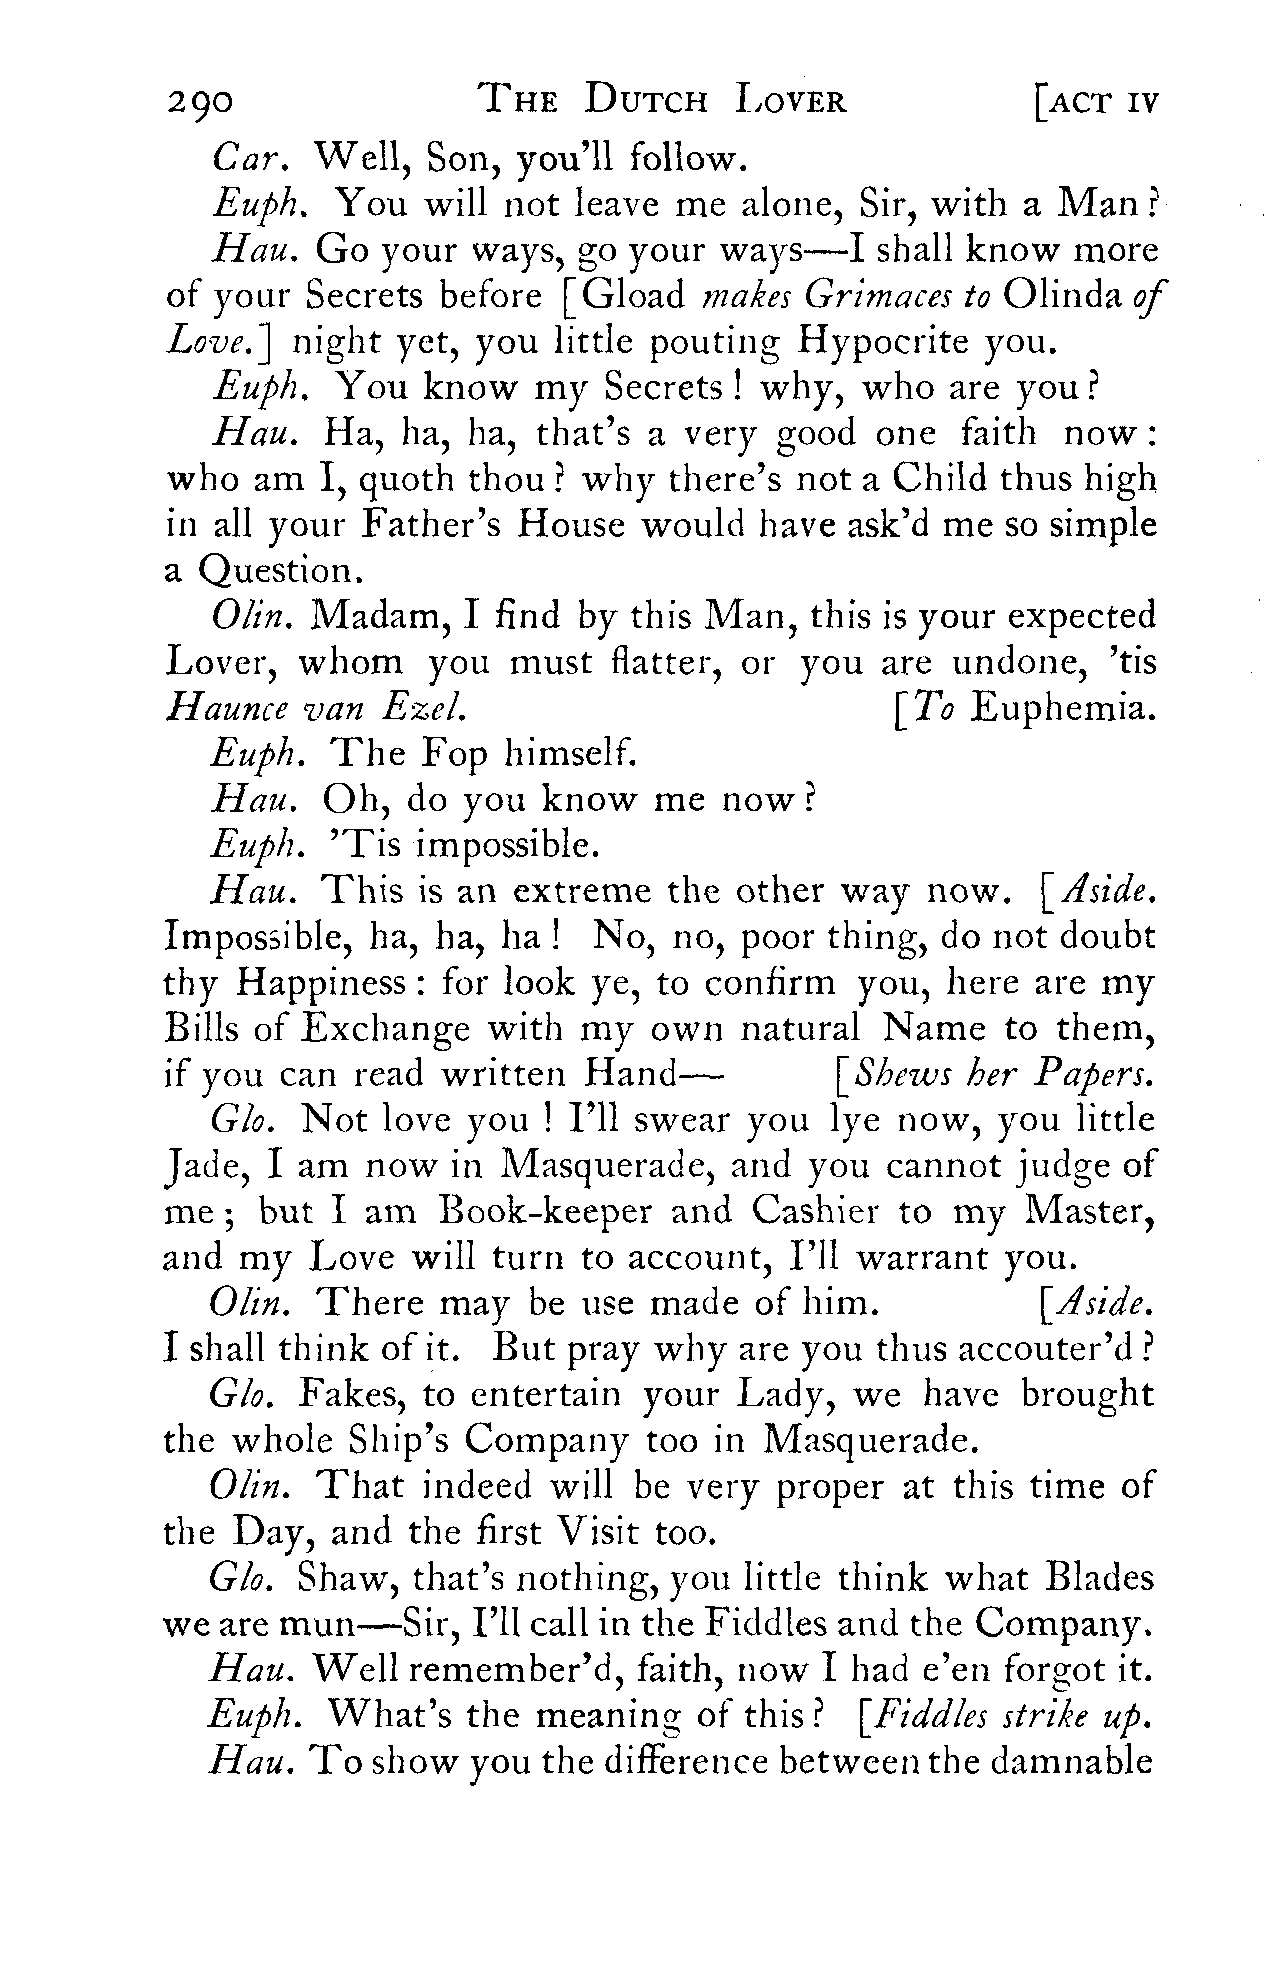 290 THE DUTCH LOVER [ACT IV
Car. Well, Son, you'll follow.
Euph. You will not leave me alone, Sir, with a Man?
Hau. Go your ways, go your ways—I shall know more
of your Secrets before [Gload makes Grimaces to Olinda of
Love.] night yet, you little pouting Hypocrite you.
Euph. You know my Secrets! why, who are you?
Hau. Ha, ha, ha, that's a very good one faith now:
who am I, quoth thou? why there's not a Child thus high
in all your Father's House would have ask'd me so simple
a Question.
Olin. Madam, I find by this Man, this is your expected
Lover, whom you must flatter, or you are undone, 'tis
Haunce van Ezel. [To Euphemia.
Euph. The Fop himself.
Hau. Oh, do you know me now?
Euph. 'Tis impossible.
Hau. This is an extreme the other way now. [Aside.
Impossible, ha, ha, ha! No, no, poor thing, do not doubt
thy Happiness: for look ye, to confirm you, here are my
Bills of Exchange with my own natural Name to them,
if you can read written Hand— [Shews her Papers.
Glo. Not love you! I'll swear you lye now, you little
Jade, I am now in Masquerade, and you cannot judge of
me; but I am Book-keeper and Cashier to my Master,
and my Love will turn to account, I'll warrant you.
Olin. There may be use made of him. [Aside.
I shall think of it. But pray why are you thus accouter'd?
Glo. Fakes, to entertain your Lady, we have brought
the whole Ship's Company too in Masquerade.
Olin. That indeed will be very proper at this time of
the Day, and the first Visit too.
Glo. Shaw, that's nothing, you little think what Blades
we are mun—Sir, I'll call in the Fiddles and the Company.
Hau. Well remember'd, faith, now I had e'en forgot it.
Euph. What's the meaning of this? [Fiddles strike up.
Hau. To show you the difference between the damnable